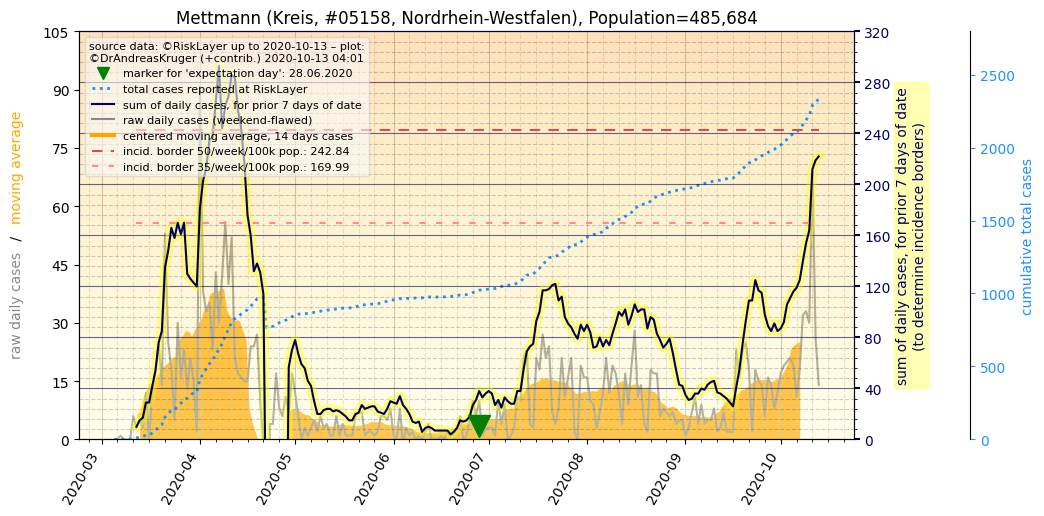 Mettmann (Kreis, #05158, Nordrhein-Westfalen), Population=485,684
source data: ©RiskLayer up to 2020-10-13 – plot:
©DrAndreasKruger (+contrib.) 2020-10-13 04:01
marker for 'expectation day': 28.06.2020
total cases reported at RiskLayer
sum of daily cases, for prior 7 days of date
raw daily cases (weekend-flawed)
centered moving average, 14 days cases
incid. border 50/week/100k pop.: 242.84
incid. border 35/week/100k pop.: 169.99
raw daily cases / moving average
105
90
75
60
45
30
15
0
2020-03
2020-04
2020-05
2020-06
2020-07
2020-08
2020-09
2020-10
320
280
240
200
160
120
80
40
0
sum of daily cases, for prior 7 days of date
(to determine incidence borders)
2500
2000
1500
1000
500
0
cumulative total cases